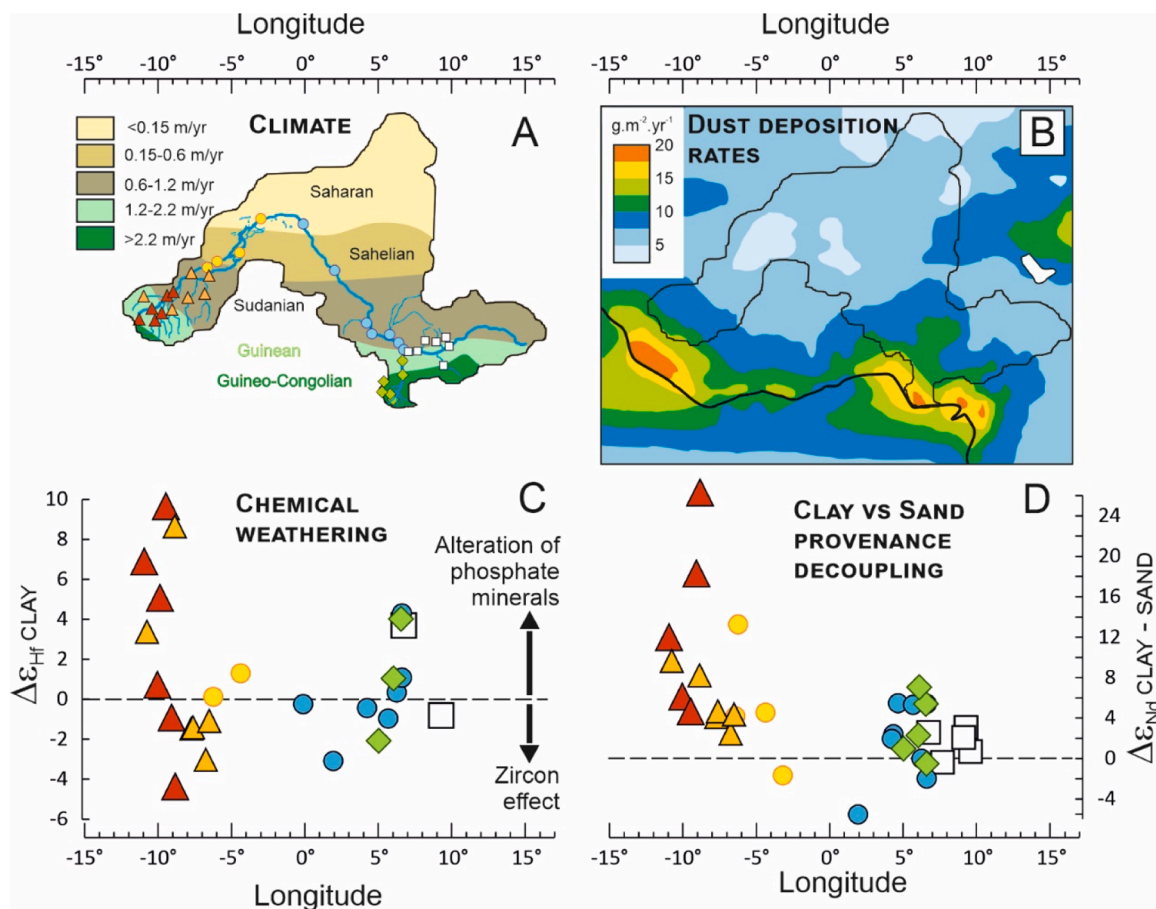 Longitude
Longitude
-15° -10° -5° 0° 5° 10° 15°
-15° -10° -5° 0° 5° 10° 15°
<0.15 m/yr
0.15-0.6 m/yr
0.6-1.2 m/yr
1.2-2.2 m/yr
>2.2 m/yr
CLIMATE
A
Saharan
Sahelian
Sudanian
Guinean
Guineo-Congolian
g.m⁻².yr⁻¹
20
15
10
5
DUST DEPOSITION
RATES
B
CHEMICAL
WEATHERING
C
Alteration of
phosphate
minerals
Zircon
effect
ΔεHf CLAY
10
8
6
4
2
0
-2
-4
-6
-15° -10° -5° 0° 5° 10° 15°
Longitude
CLAY VS SAND
PROVENANCE
DECOUPLING
D
24
20
16
12
8
4
0
-4
ΔεNd CLAY - SAND
-15° -10° -5° 0° 5° 10° 15°
Longitude